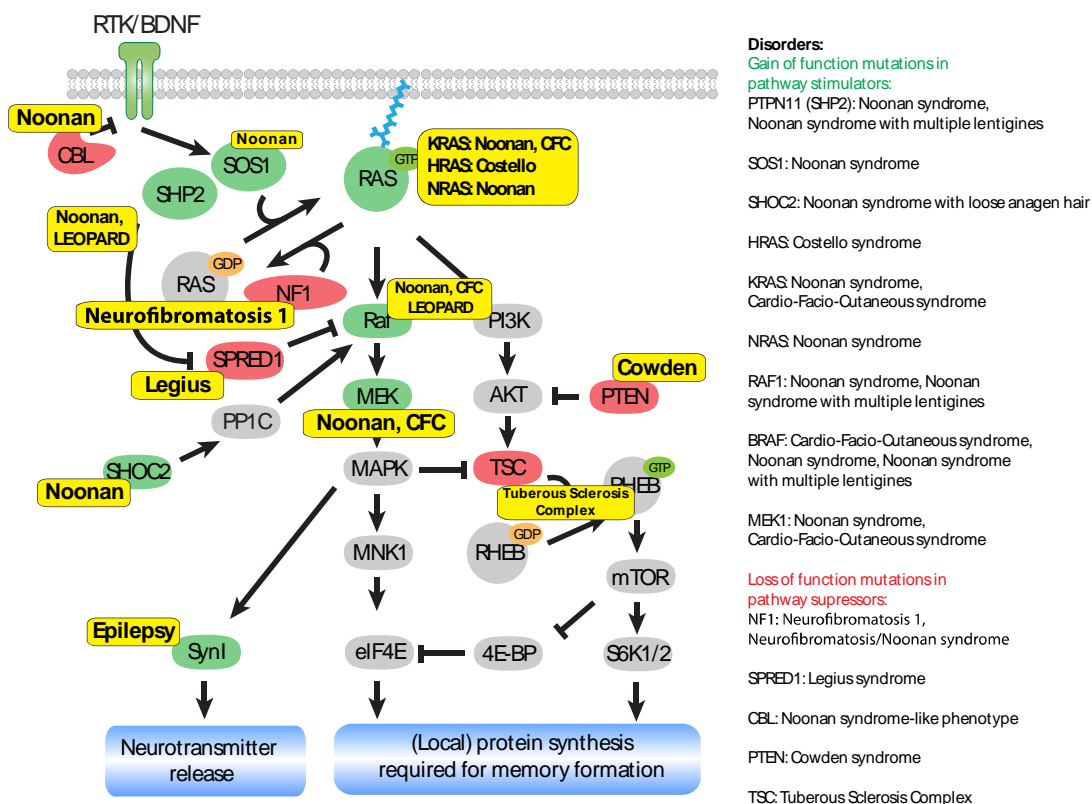 RTK/BDNF
Noonan
CBL
SOS1
Noonan
SHP2
Noonan,
LEOPARD
RAS
GTP
KRAS: Noonan, CFC
HRAS: Costello
NRAS: Noonan
RAS
GDP
NF1
Neurofibromatosis 1
Noonan, CFC
LEOPARD
Raf
PI3K
SPRED1
Legius
MEK
Noonan, CFC
AKT
PTEN
Cowden
PP1C
SHOC2
Noonan
MAPK
TSC
Tuberous Sclerosis
Complex
RHEB
GTP
MNK1
RHEB
GDP
mTOR
Epilepsy
SynI
eIF4E
4E-BP
S6K1/2
Neurotransmitter
release
(Local) protein synthesis
required for memory formation
Disorders:
Gain of function mutations in
pathway stimulators:
PTPN11 (SHP2): Noonan syndrome,
Noonan syndrome with multiple lentigines
SOS1: Noonan syndrome
SHOC2: Noonan syndrome with loose anagen hair
HRAS: Costello syndrome
KRAS: Noonan syndrome,
Cardio-Facio-Cutaneous syndrome
NRAS: Noonan syndrome
RAF1: Noonan syndrome, Noonan
syndrome with multiple lentigines
BRAF: Cardio-Facio-Cutaneous syndrome,
Noonan syndrome, Noonan syndrome
with multiple lentigines
MEK1: Noonan syndrome,
Cardio-Facio-Cutaneous syndrome
Loss of function mutations in
pathway supressors:
NF1: Neurofibromatosis 1,
Neurofibromatosis/Noonan syndrome
SPRED1: Legius syndrome
CBL: Noonan syndrome-like phenotype
PTEN: Cowden syndrome
TSC: Tuberous Sclerosis Complex